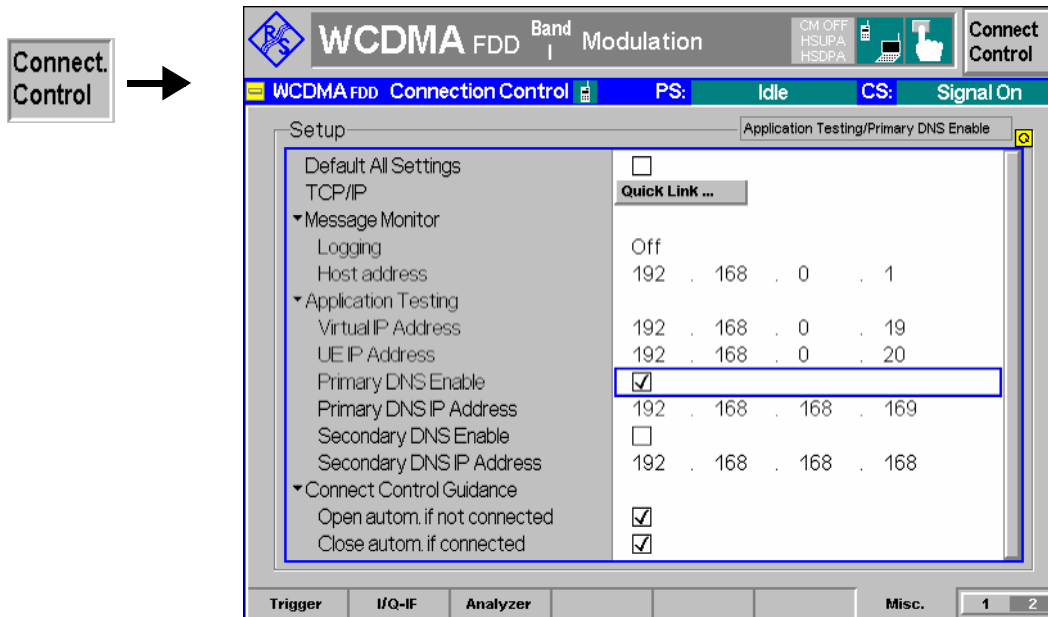 Connect.
Control
R
S
WCDMA FDD Band I Modulation
CM OFF
HSUPA
HSDPA
Connect
Control
WCDMA FDD Connection Control PS: Idle CS: Signal On
Setup
Application Testing/Primary DNS Enable
Default All Settings
TCP/IP Quick Link ...
Message Monitor
Logging Off
Host address 192 . 168 . 0 . 1
Application Testing
Virtual IP Address 192 . 168 . 0 . 19
UE IP Address 192 . 168 . 0 . 20
Primary DNS Enable
Primary DNS IP Address 192 . 168 . 168 . 169
Secondary DNS Enable
Secondary DNS IP Address 192 . 168 . 168 . 168
Connect Control Guidance
Open autom. if not connected
Close autom. if connected
Trigger I/Q-IF Analyzer Misc. 1 2